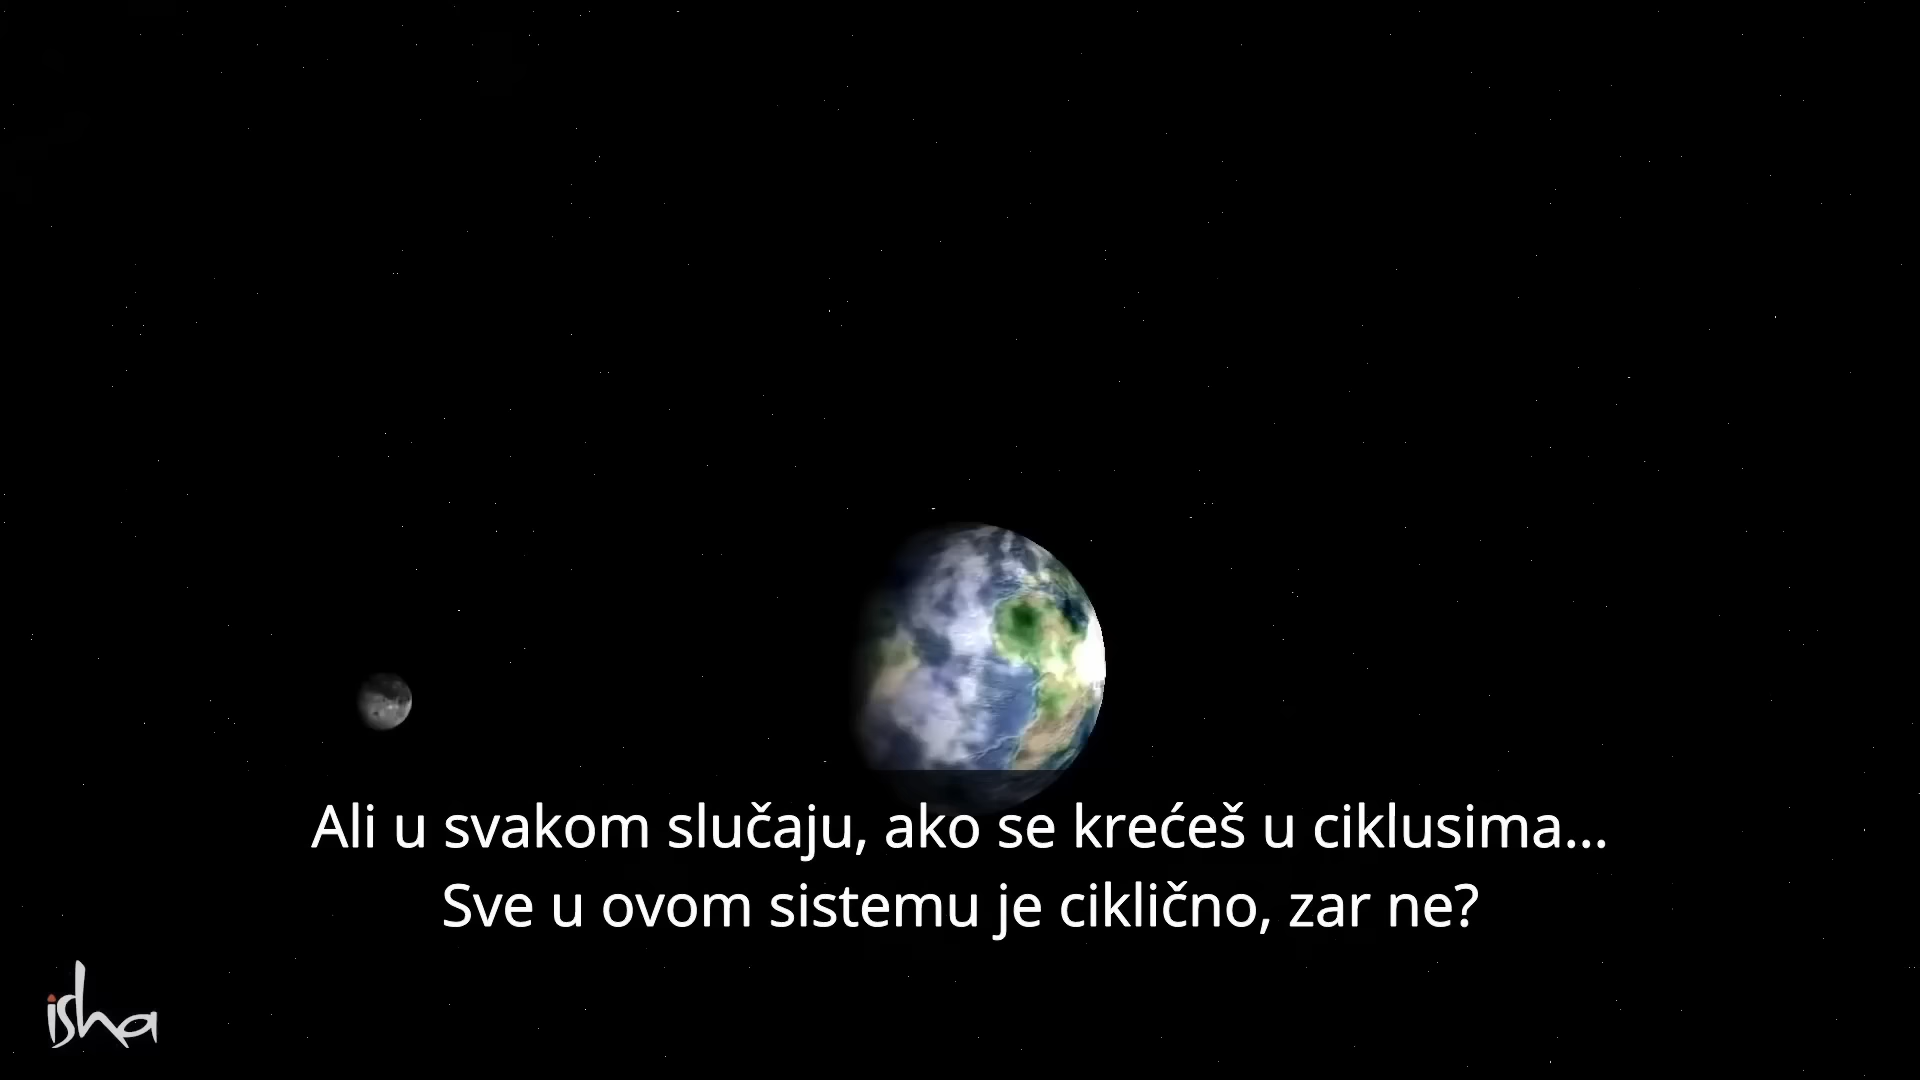 Ali u svakom slučaju, ako se krećeš u ciklusima...
Sve u ovom sistemu je ciklično, zar ne?
isha